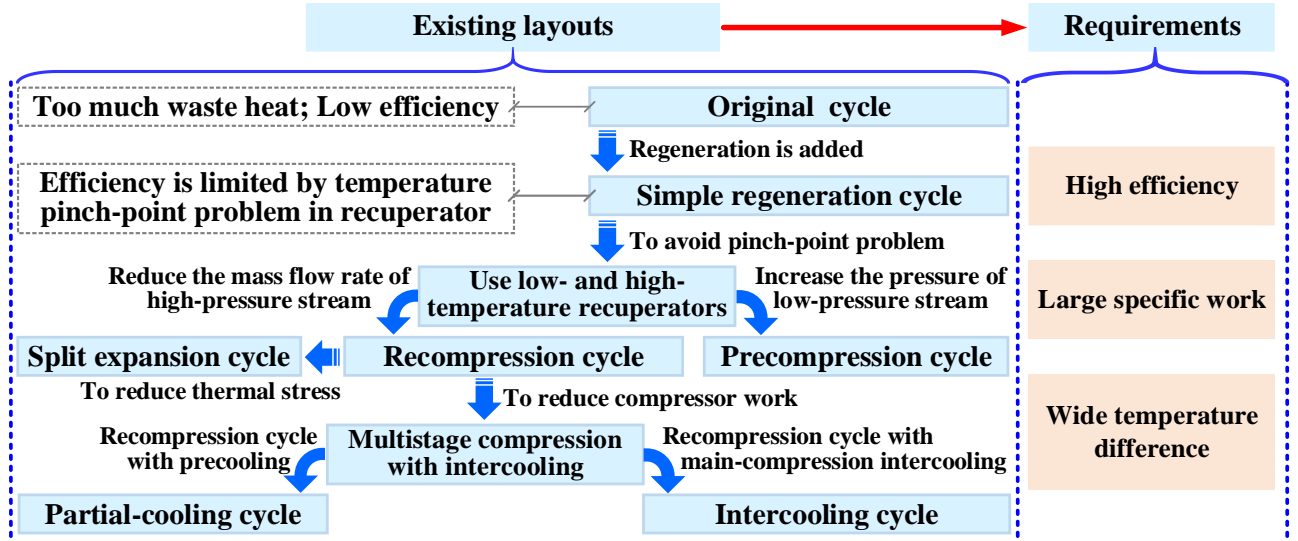 Existing layouts
Requirements
Too much waste heat; Low efficiency
Original cycle
Regeneration is added
Efficiency is limited by temperature
pinch-point problem in recuperator
Simple regeneration cycle
To avoid pinch-point problem
Reduce the mass flow rate of
high-pressure stream
Use low- and high-
temperature recuperators
Increase the pressure of
low-pressure stream
Split expansion cycle
Recompression cycle
Precompression cycle
To reduce thermal stress
To reduce compressor work
Recompression cycle
with precooling
Multistage compression
with intercooling
Recompression cycle with
main-compression intercooling
Partial-cooling cycle
Intercooling cycle
High efficiency
Large specific work
Wide temperature
difference